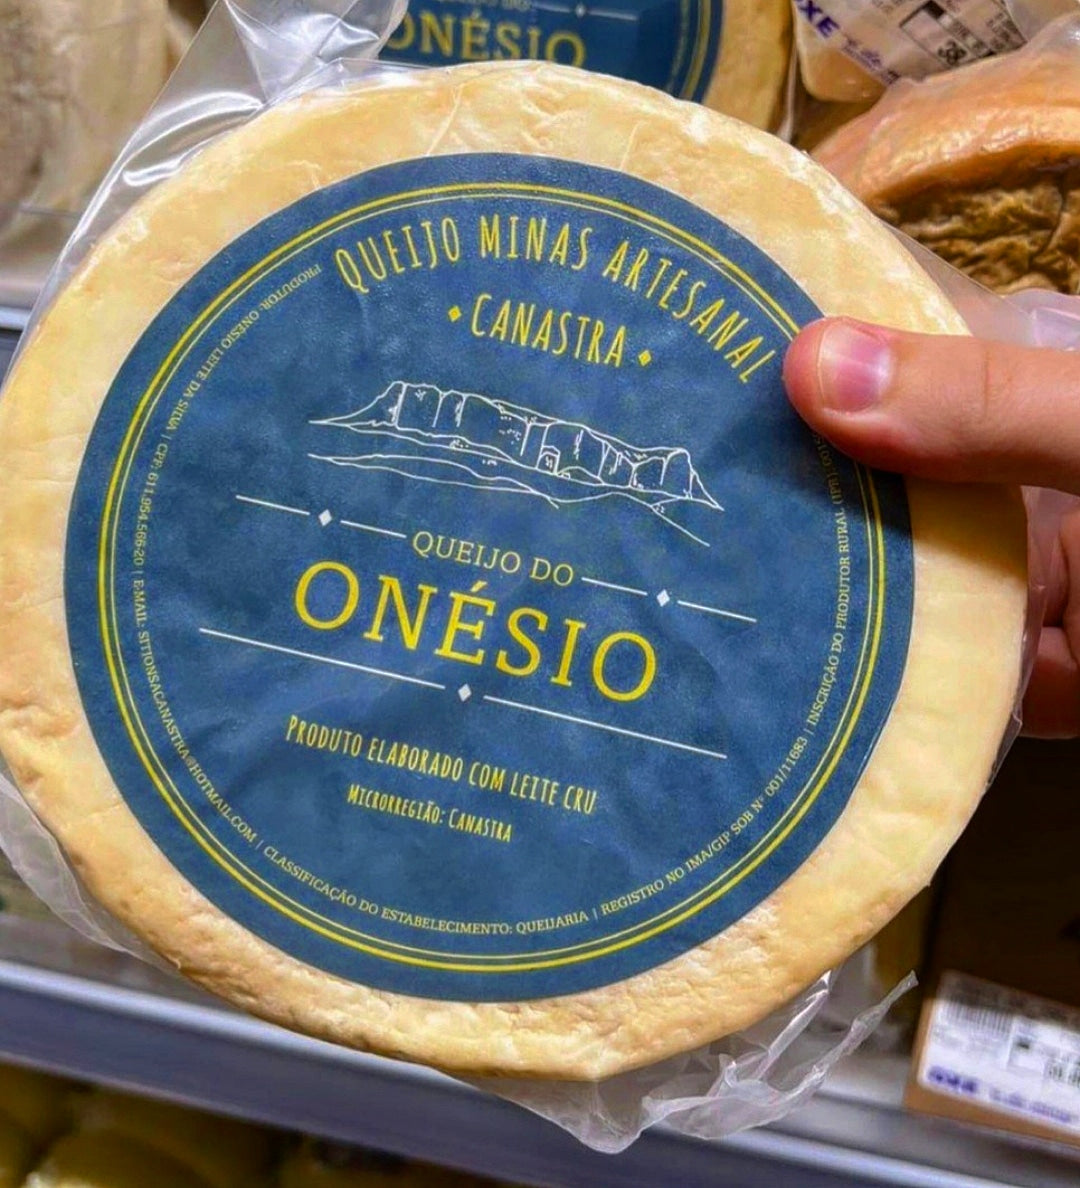 ONÉSIO
QUEIJO MINAS ARTESANAL
CANASTRA
QUEIJO DO
ONÉSIO
PRODUTO ELABORADO COM LEITE CRU
MICRORREGIÃO: CANASTRA
PRODUTOR: ONÉSIO LEITE DA SILVA | CPF: 611.954.566-20 | E-MAIL: SITIONSACANASTRA@HOTMAIL.COM | CLASSIFICAÇÃO DO ESTABELECIMENTO: QUEIJARIA | REGISTRO NO IMA/GIP SOB Nº 001/11683 | INSCRIÇÃO DO PRODUTOR RURAL (IPR)